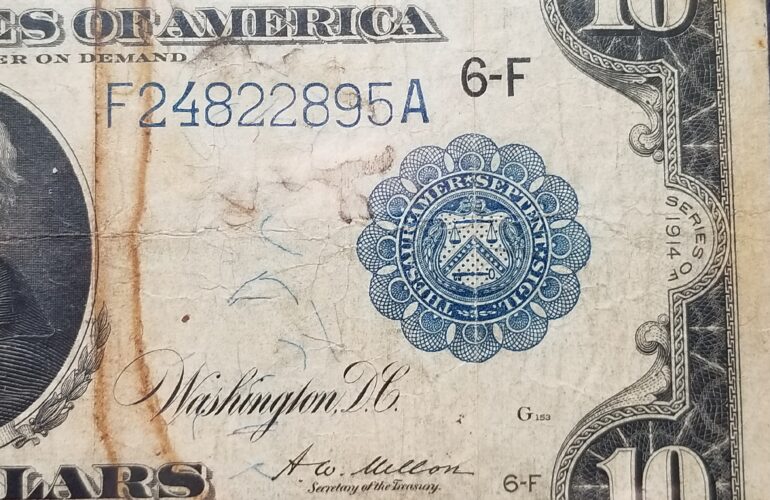 ES OF AMERICA 10
ER ON DEMAND
F24822895A 6-F
THESAUR. AMER. SEPTENT. SIGIL.
SERIES OF
1914
Washington, D.C.
G153
A W. Mellon
Secretary of the Treasury.
6-F
LARS 10